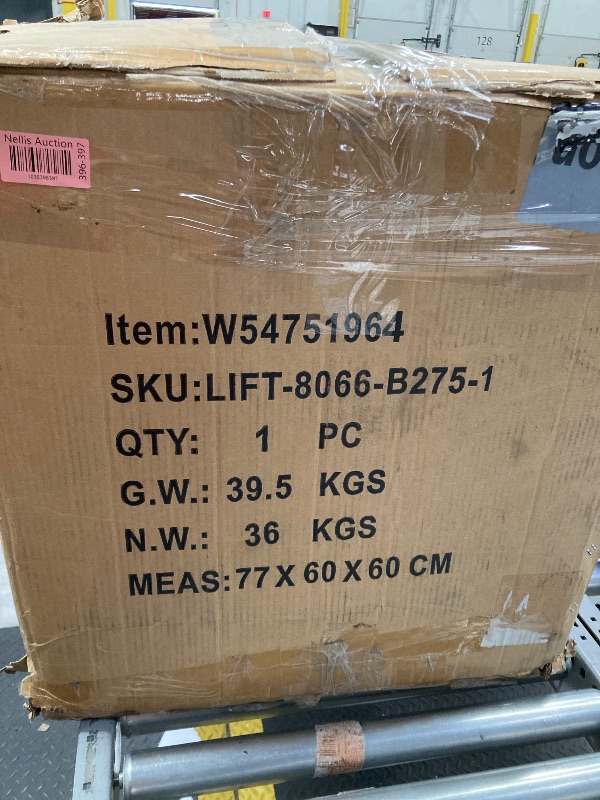 128
Nellis Auction
396-397
Item:W54751964
SKU:LIFT-8066-B275-1
QTY: 1 PC
G.W.: 39.5 KGS
N.W.: 36 KGS
MEAS:77 X 60 X 60 CM